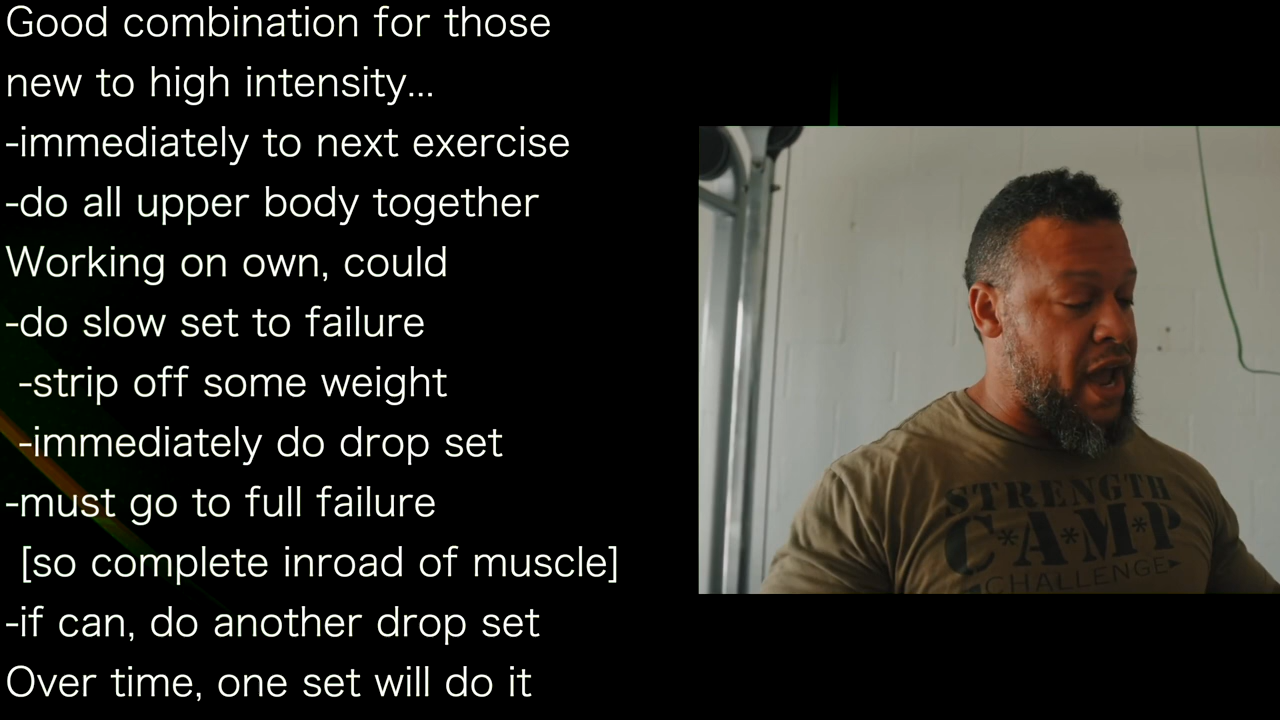 Good combination for those
new to high intensity...
-immediately to next exercise
-do all upper body together
Working on own, could
-do slow set to failure
-strip off some weight
-immediately do drop set
-must go to full failure
[so complete inroad of muscle]
-if can, do another drop set
Over time, one set will do it
STRENGTH
C*A*M*P
CHALLENGE